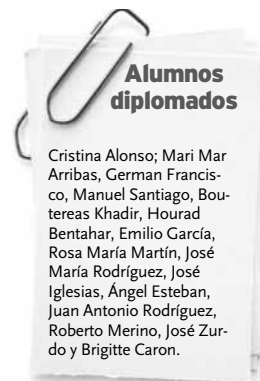 Alumnos
diplomados
Cristina Alonso; Mari Mar
Arribas, German Francis-
co, Manuel Santiago, Bou-
tereas Khadir, Hourad
Bentahar, Emilio García,
Rosa María Martín, José
María Rodríguez, José
Iglesias, Ángel Esteban,
Juan Antonio Rodríguez,
Roberto Merino, José Zur-
do y Brigitte Caron.